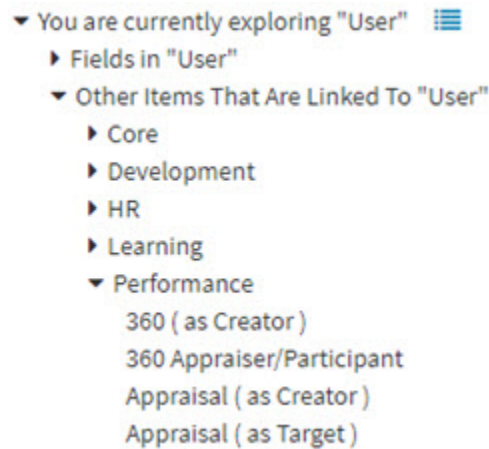 You are currently exploring "User"
Fields in "User"
Other Items That Are Linked To "User"
Core
Development
HR
Learning
Performance
360 ( as Creator )
360 Appraiser/Participant
Appraisal ( as Creator )
Appraisal ( as Target )